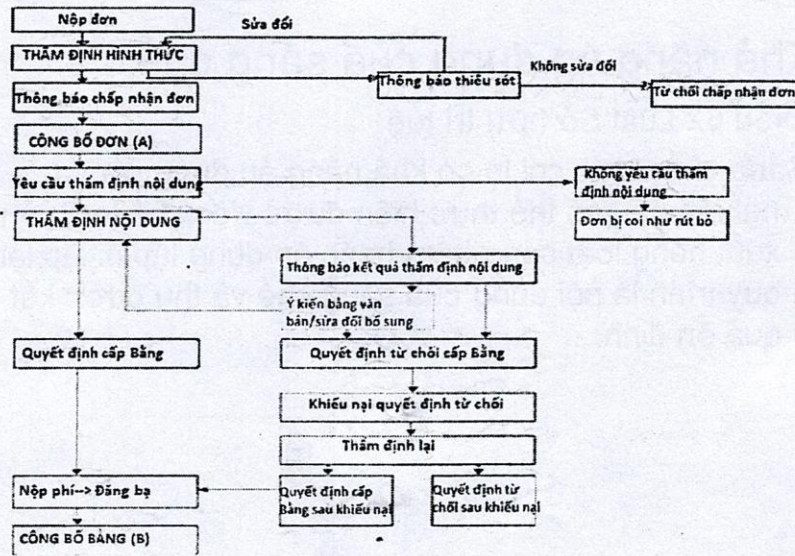 Nộp đơn
Sửa đổi
THẨM ĐỊNH HÌNH THỨC
Thông báo thiếu sót
Không sửa đổi
Từ chối chấp nhận đơn
Thông báo chấp nhận đơn
CÔNG BỐ ĐƠN (A)
Yêu cầu thẩm định nội dung
Không yêu cầu thẩm
định nội dung
THẨM ĐỊNH NỘI DUNG
Đơn bị coi như rút bỏ
Thông báo kết quả thẩm định nội dung
Ý kiến bằng văn
bản/sửa đổi bổ sung
Quyết định cấp Bằng
Quyết định từ chối cấp Bằng
Khiếu nại quyết định từ chối
Thẩm định lại
Nộp phí--> Đăng bạ
Quyết định cấp
Bằng sau khiếu nại
Quyết định từ
chối sau khiếu nại
CÔNG BỐ BẰNG (B)